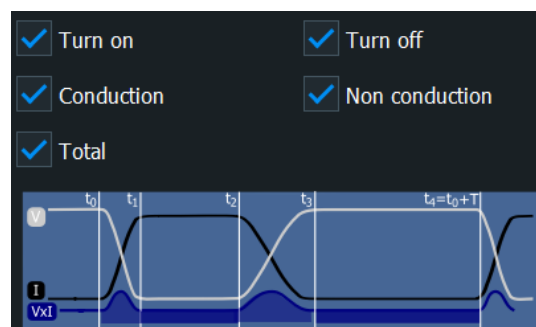 Turn on
Turn off
Conduction
Non conduction
Total
t0 t1 t2 t3 t4=t0+T
V
I
VxI